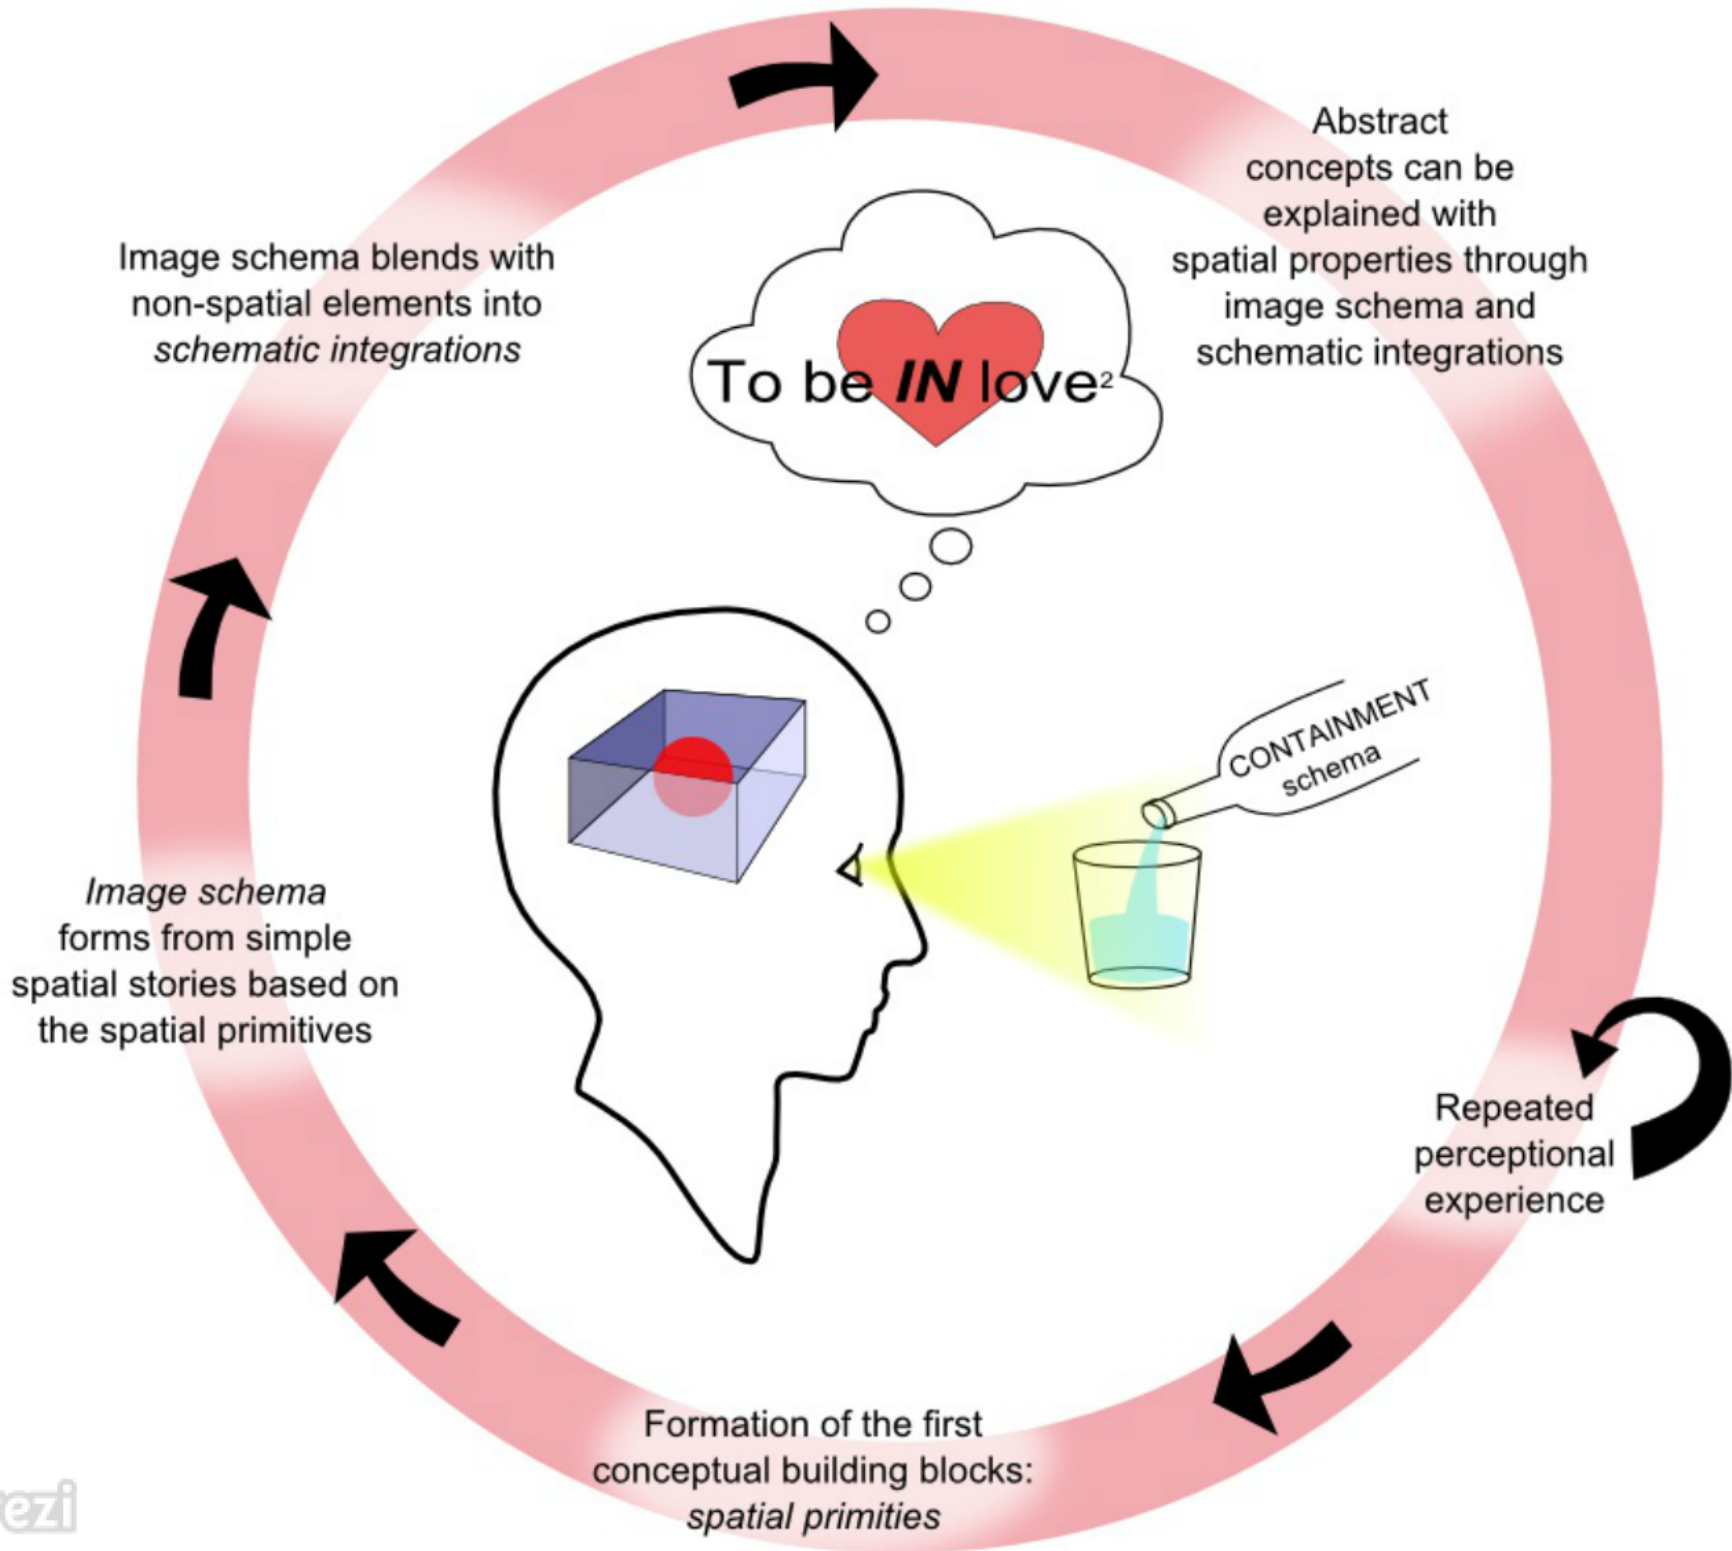 Abstract
concepts can be
explained with
spatial properties through
image schema and
schematic integrations
Image schema blends with
non-spatial elements into
schematic integrations
To be IN love²
CONTAINMENT
schema
Image schema
forms from simple
spatial stories based on
the spatial primitives
Repeated
perceptional
experience
Formation of the first
conceptual building blocks:
spatial primities
ezi